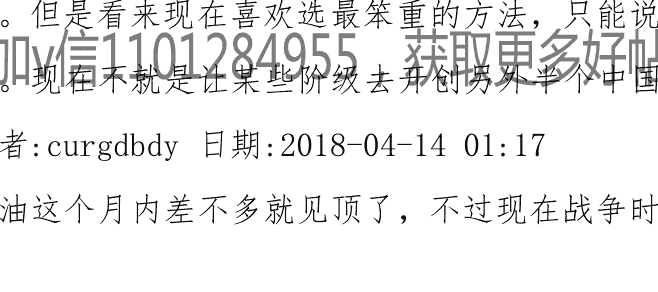 。但是看来现在喜欢选最笨重的方法，只能说
加v信1101284955，获取更多好帖
。现在不就是让某些阶级去开创另外半个中国
者:curgdbdy 日期:2018-04-14 01:17
油这个月内差不多就见顶了，不过现在战争时